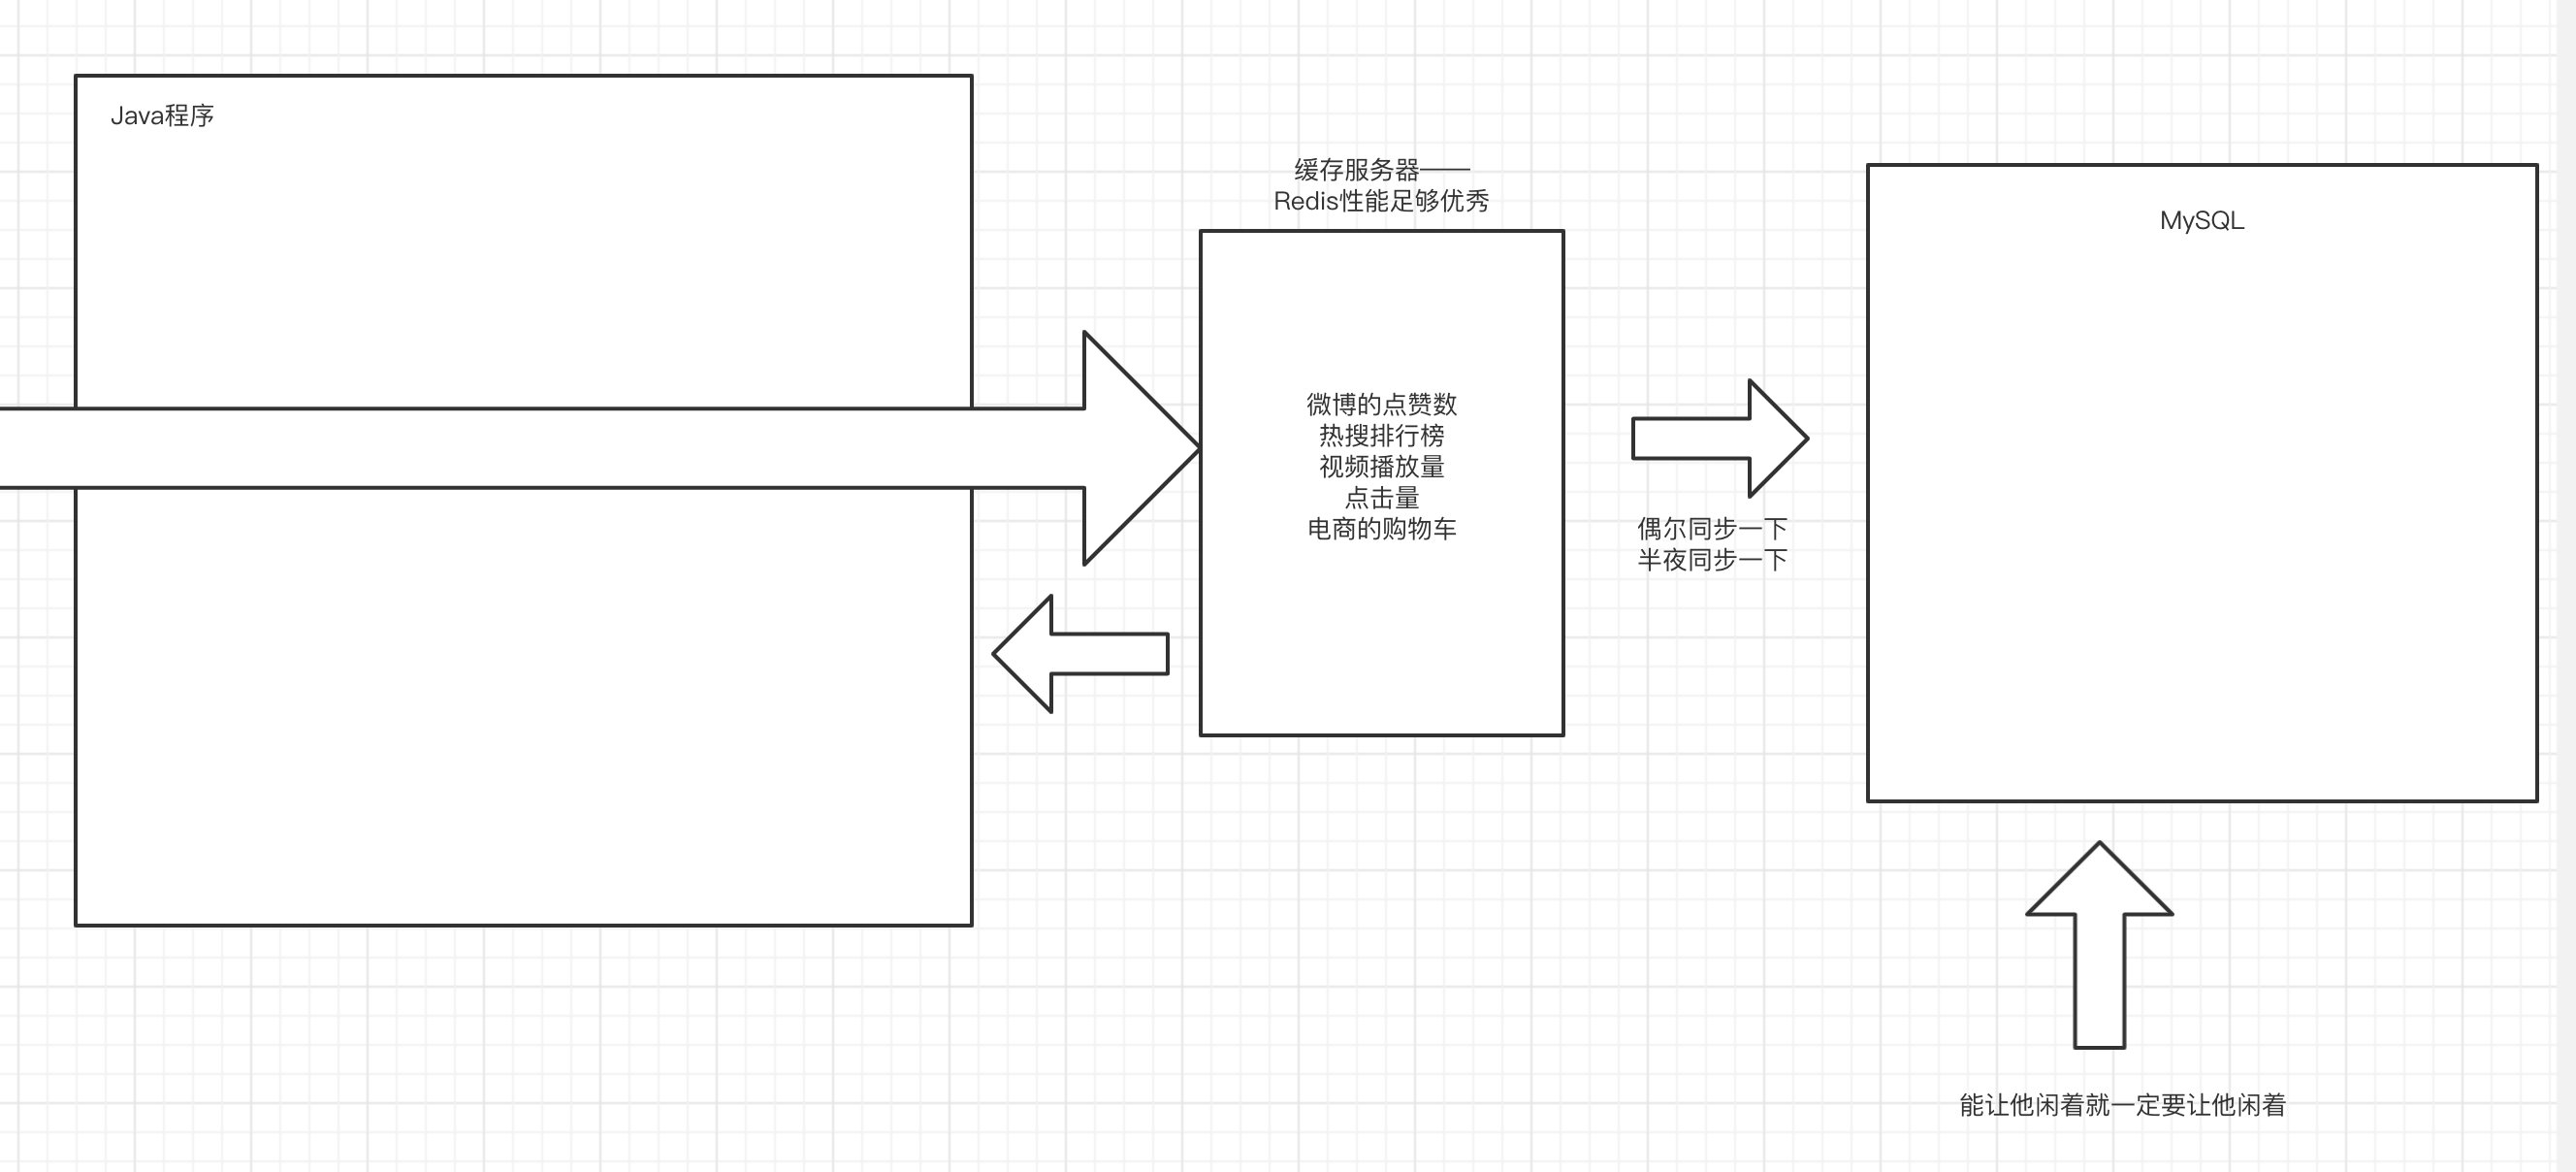 Java程序
缓存服务器——
Redis性能足够优秀
MySQL
微博的点赞数
热搜排行榜
视频播放量
点击量
电商的购物车
偶尔同步一下
半夜同步一下
能让他闲着就一定要让他闲着